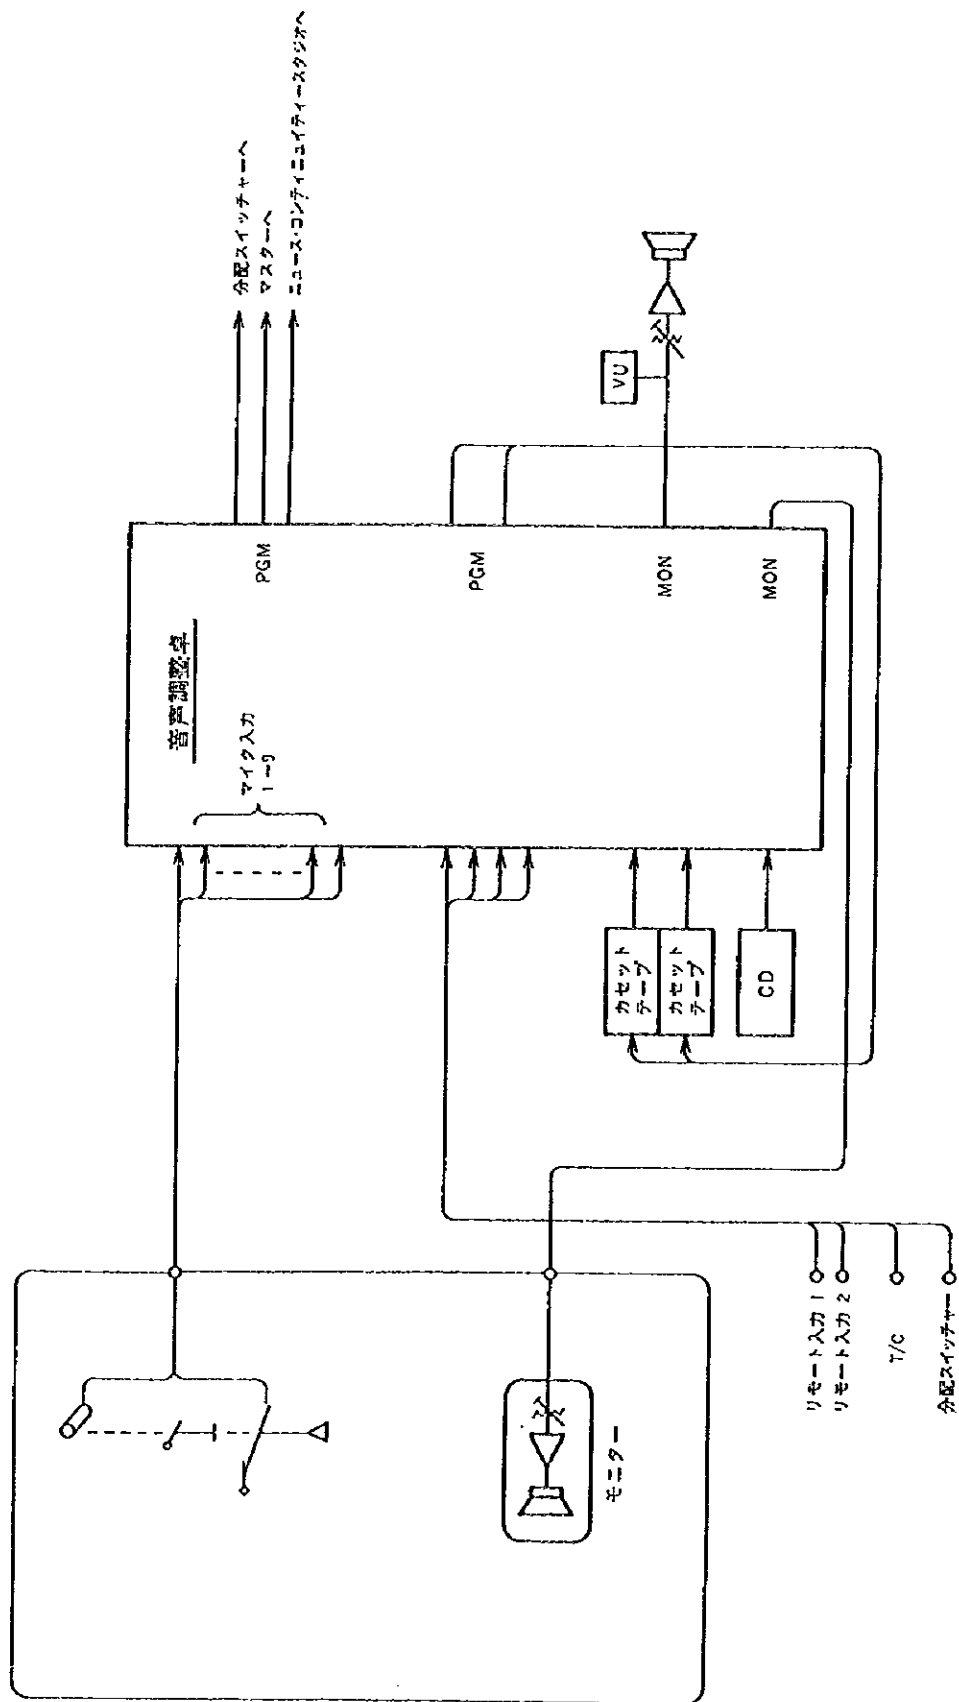 分配スイッチャーへ
マスターへ
ニュース・コンティニュイティースタジオへ
音声調整卓
マイク入力
1-9
PGM
PGM
MON
MON
VU
カセット
テープ
カセット
テープ
CD
モニター
リモート入力 1
リモート入力 2
T/C
分配スイッチャー